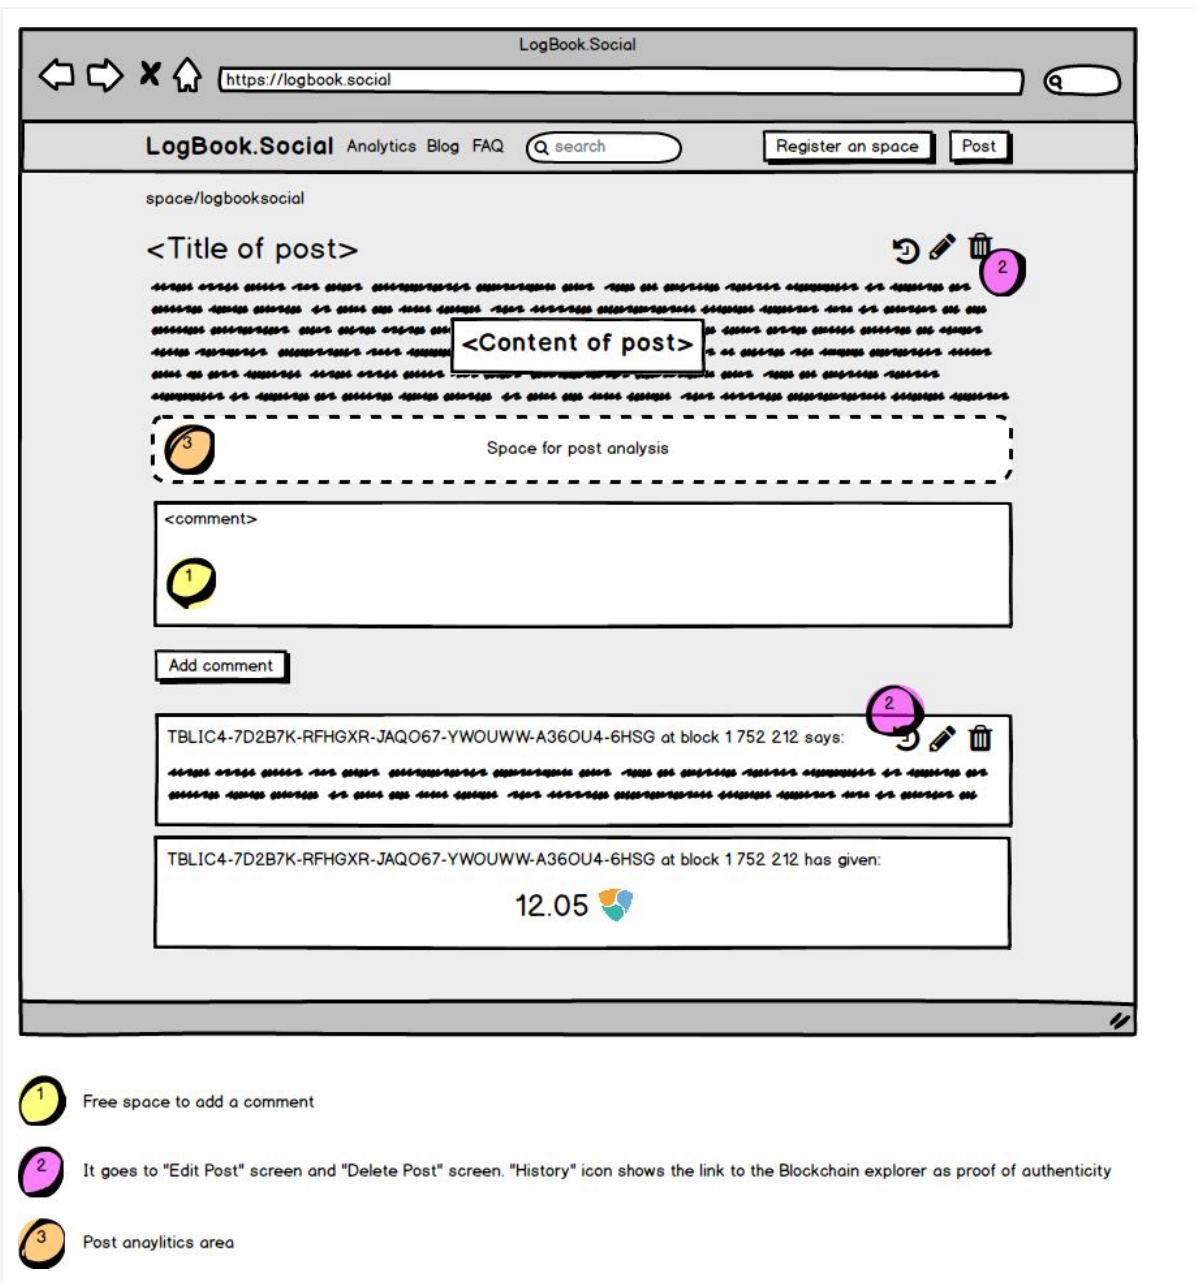 LogBook.Social
https://logbook.social
LogBook.Social Analytics Blog FAQ search Register an space Post
space/logbooksocial
<Title of post>
2
<Content of post>
3
Space for post analysis
<comment>
1
Add comment
2
TBLIC4-7D2B7K-RFHGXR-JAQO67-YWOUWW-A36OU4-6HSG at block 1 752 212 says:
TBLIC4-7D2B7K-RFHGXR-JAQO67-YWOUWW-A36OU4-6HSG at block 1 752 212 has given:
12.05
1 Free space to add a comment
2 It goes to "Edit Post" screen and "Delete Post" screen. "History" icon shows the link to the Blockchain explorer as proof of authenticity
3 Post anaylitics area